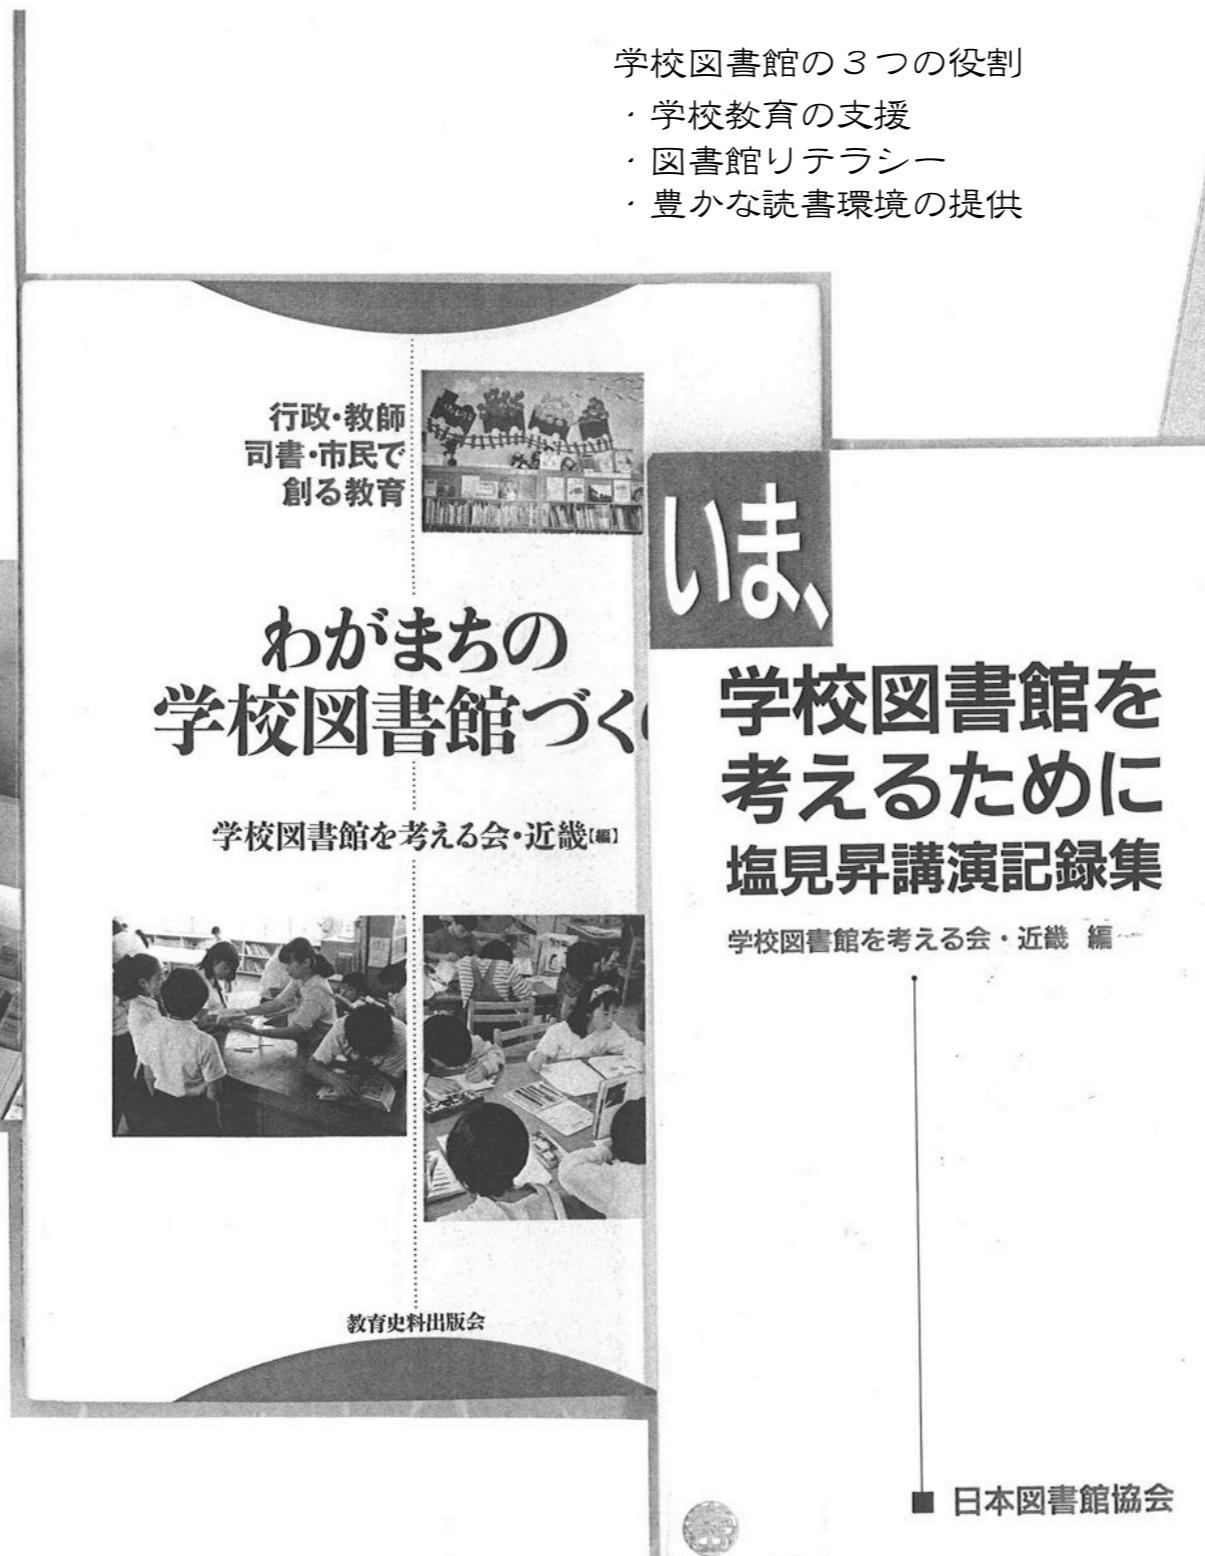 学校図書館の３つの役割
・学校教育の支援
・図書館リテラシー
・豊かな読書環境の提供
行政・教師
司書・市民で
創る教育
わがまちの
学校図書館づく
学校図書館を考える会・近畿【編】
教育史料出版会
いま、
学校図書館を
考えるために
塩見昇講演記録集
学校図書館を考える会・近畿 編
■ 日本図書館協会